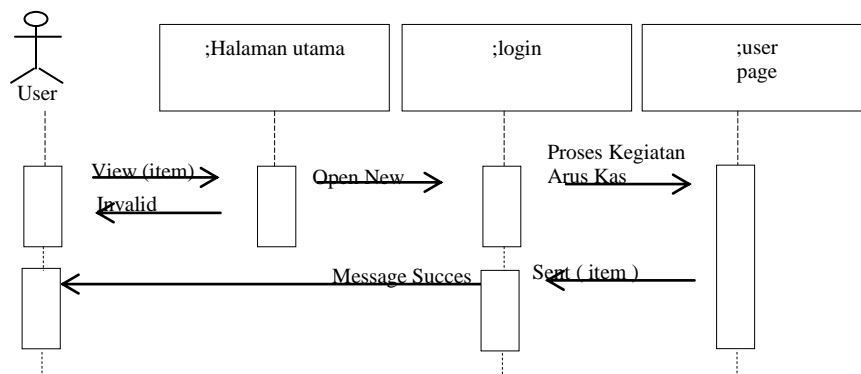 ;Halaman utama
;login
;user
page
User
View (item)
Open New
Proses Kegiatan
Arus Kas
Invalid
Message Succes
Sent ( item )